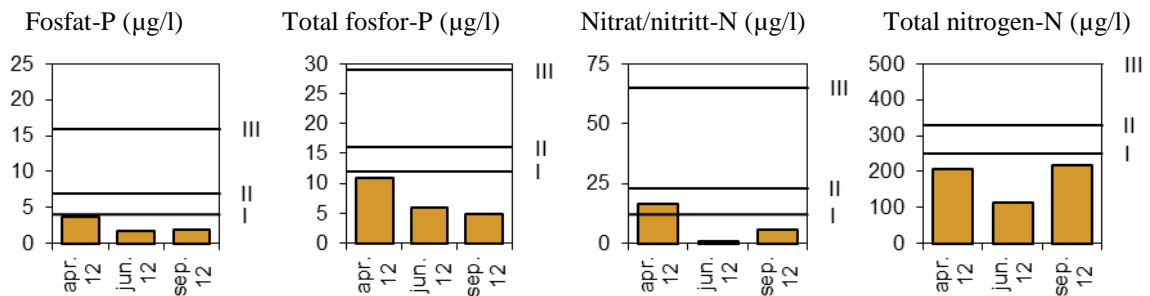 Fosfat-P (µg/l)
25
20
15
10
5
0
III
II
I
apr. 12
jun. 12
sep. 12
Total fosfor-P (µg/l)
30
25
20
15
10
5
0
III
II
I
apr. 12
jun. 12
sep. 12
Nitrat/nitritt-N (µg/l)
75
50
25
0
III
II
I
apr. 12
jun. 12
sep. 12
Total nitrogen-N (µg/l)
500
400
300
200
100
0
III
II
I
apr. 12
jun. 12
sep. 12